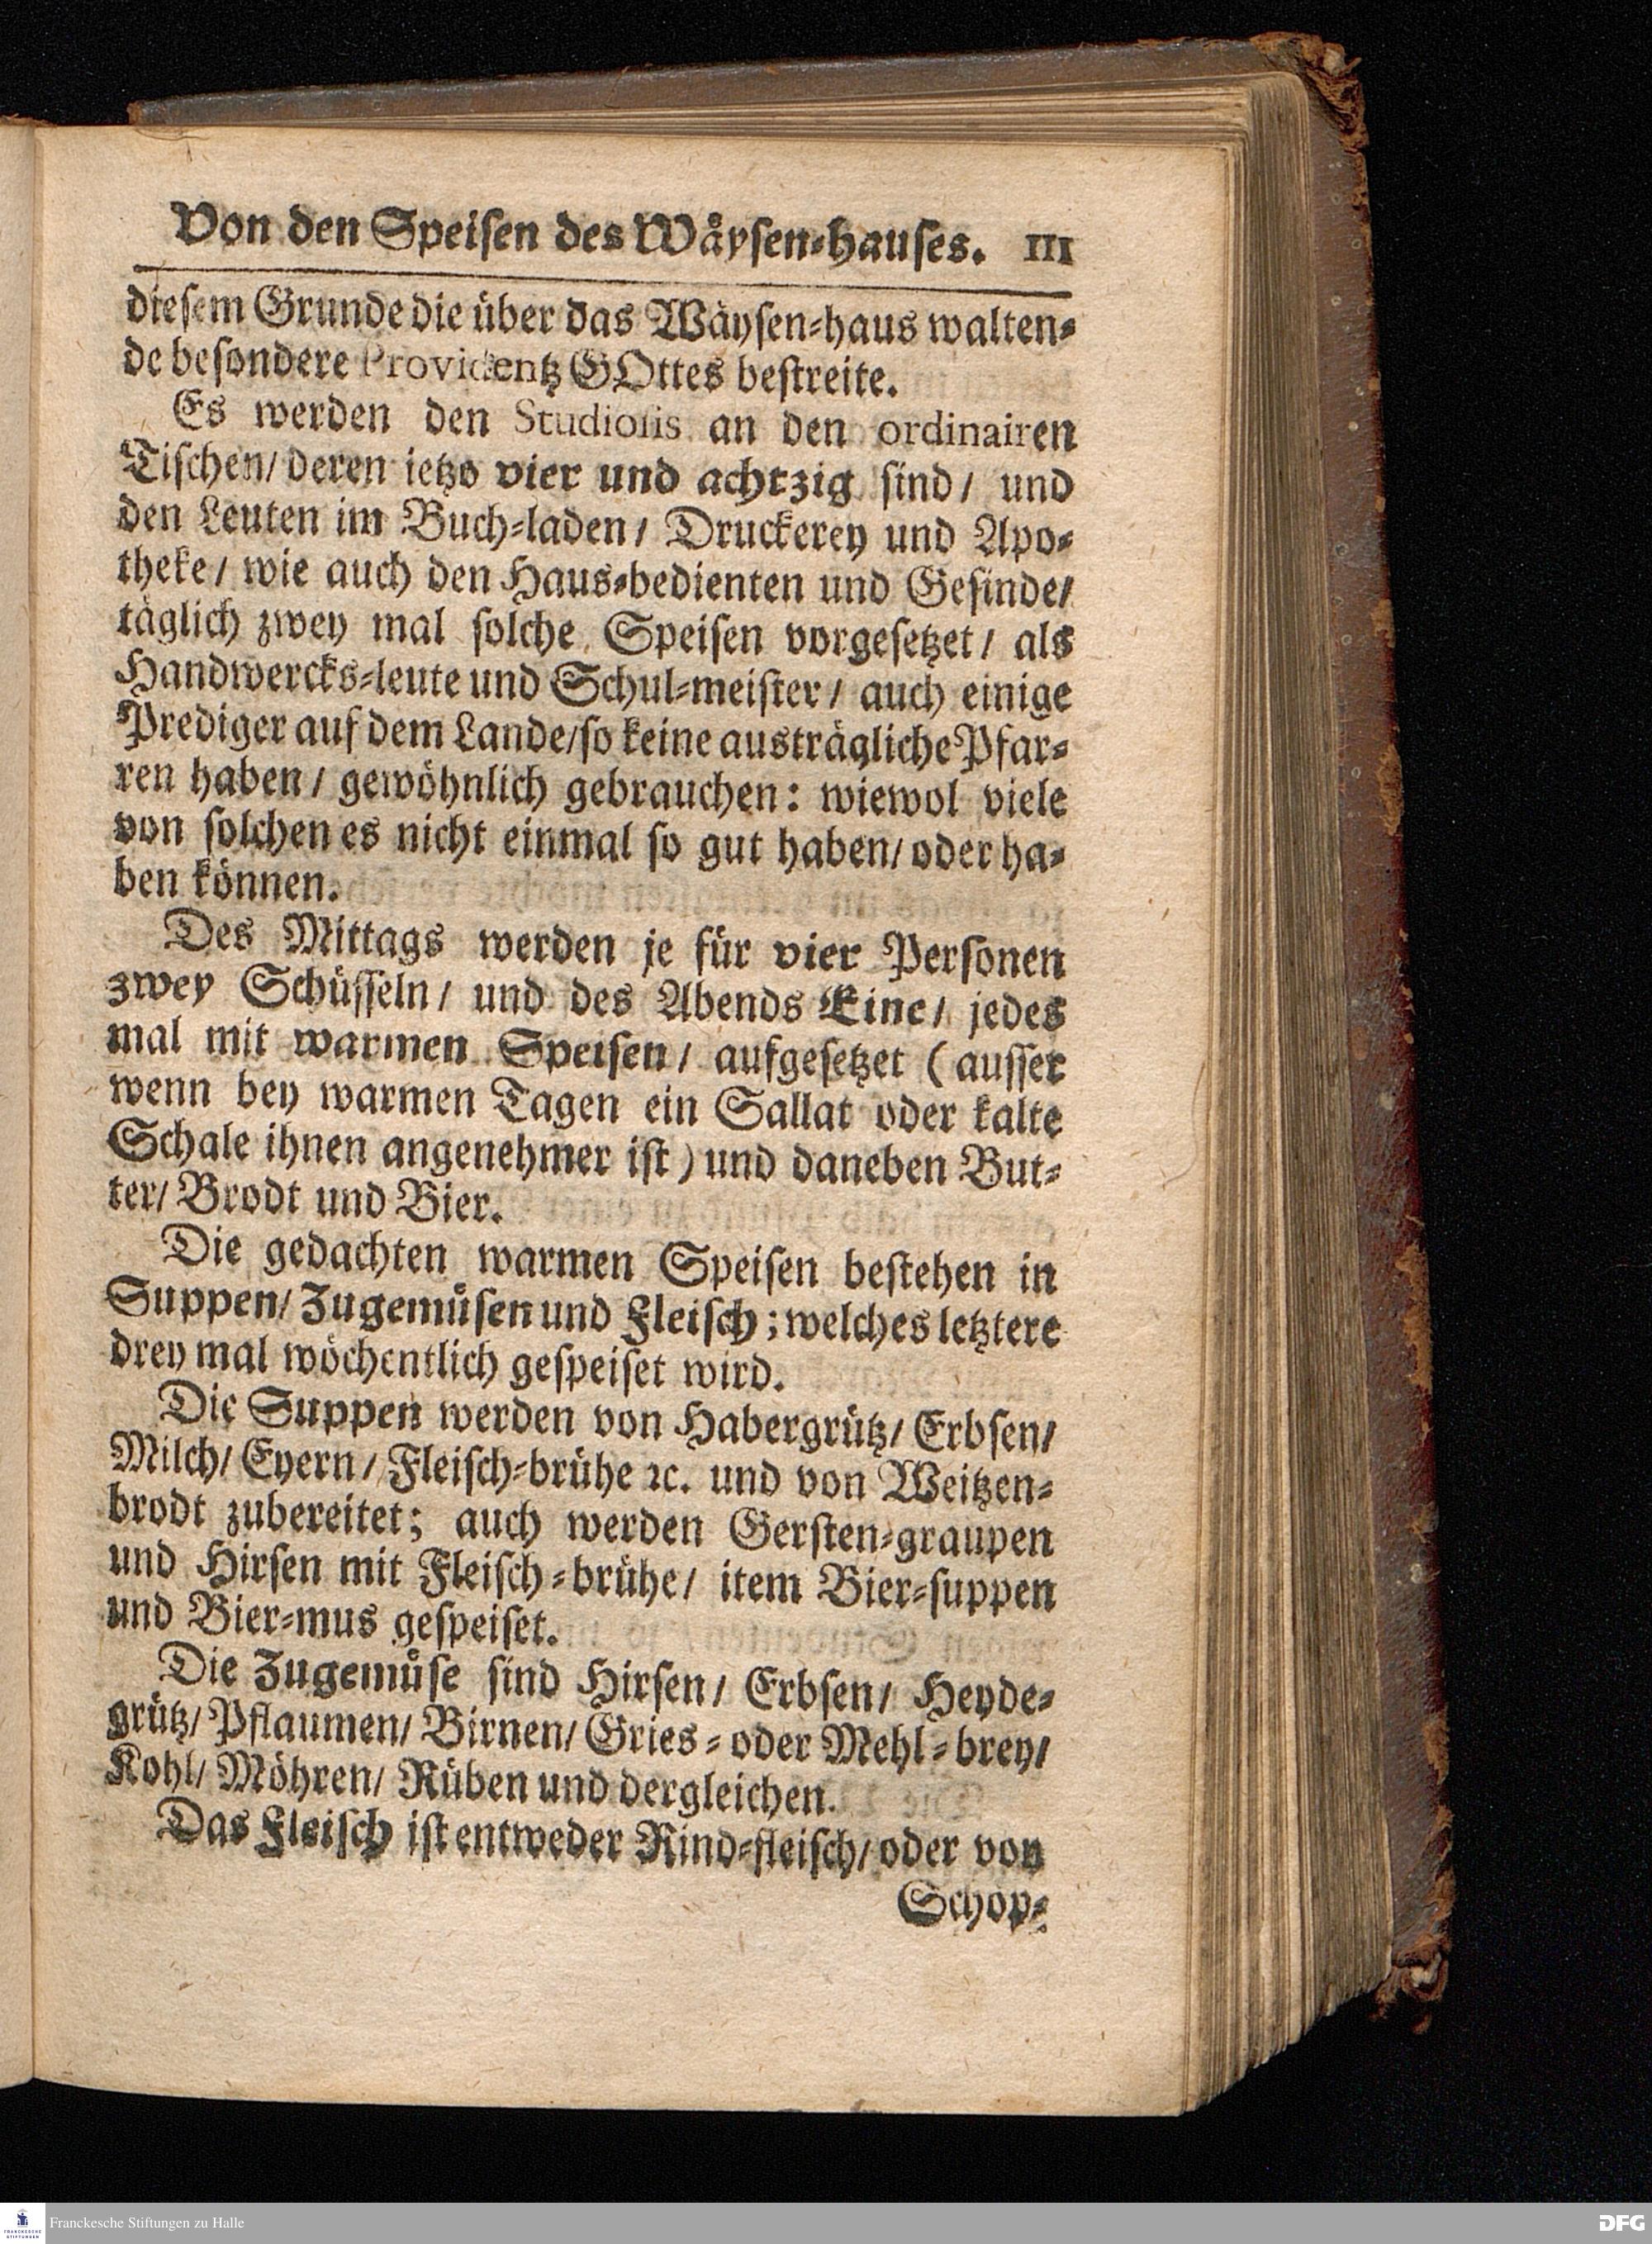 Von den Speisen des Wåysen-hauses. III
diesem Grunde die über das Wäysen-haus walten-
de besondere Providentz GOttes bestreite.
Es werden den Studiosis an den ordinairen
Tischen/ deren ietzo vier und achtzig sind/ und
den Leuten im Buch-laden/ Druckerey und Apo-
theke/ wie auch den Haus-bedienten und Gesinde/
täglich zwey mal solche Speisen vorgesetzet/ als
Handwercks-leute und Schul-meister/ auch einige
Prediger auf dem Lande/ so keine austrägliche Pfar-
ren haben/ gewöhnlich gebrauchen: wiewol viele
von solchen es nicht einmal so gut haben/ oder ha-
ben können.
Des Mittags werden je für vier Personen
zwey Schüsseln/ und des Abends Eine/ jedes
mal mit warmen Speisen/ aufgesetzet (ausser
wenn bey warmen Tagen ein Sallat oder kalte
Schale ihnen angenehmer ist) und daneben But-
ter/ Brodt und Bier.
Die gedachten warmen Speisen bestehen in
Suppen/ Zugemůsen und Fleisch; welches letztere
drey mal wöchentlich gespeiset wird.
Die Suppen werden von Habergrütz/ Erbsen/
Milch/ Eyern/ Fleisch-brühe ꝛc. und von Weitzen-
brodt zubereitet; auch werden Gersten-graupen
und Hirsen mit Fleisch-brühe/ item Bier-suppen
und Bier-mus gespeiset.
Die Zugemůse sind Hirsen/ Erbsen/ Heyde-
grütz/ Pflaumen/ Birnen/ Gries- oder Mehl-brey/
Kohl/ Möhren/ Rüben und dergleichen.
Das Fleisch ist entweder Rind-fleisch/ oder von
Schop-
FRANCKESCHE
STIFTUNGEN
Franckesche Stiftungen zu Halle
DFG